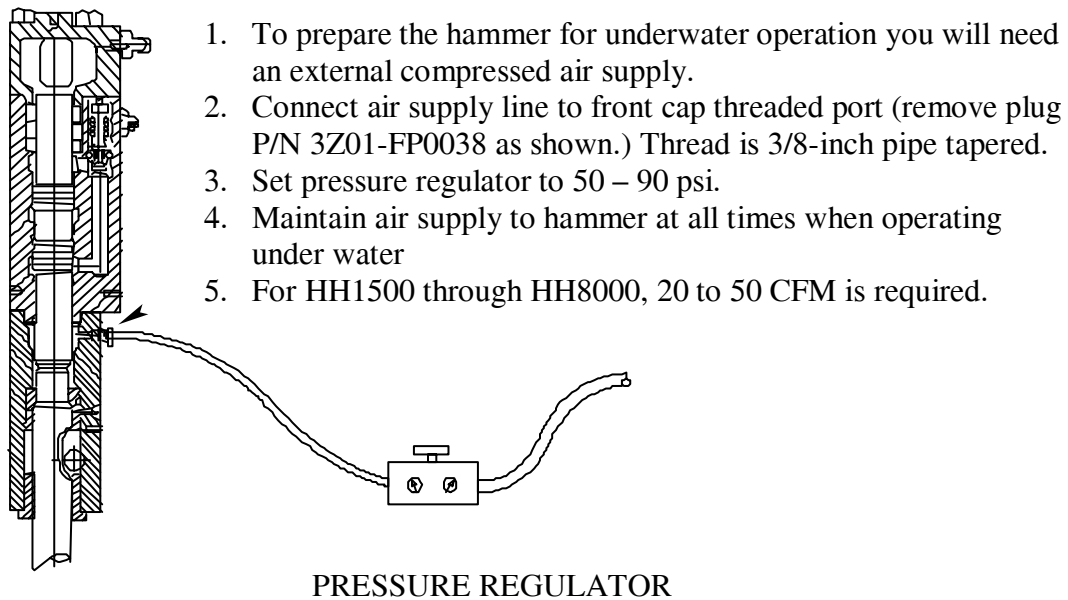 1. To prepare the hammer for underwater operation you will need
an external compressed air supply.
2. Connect air supply line to front cap threaded port (remove plug
P/N 3Z01-FP0038 as shown.) Thread is 3/8-inch pipe tapered.
3. Set pressure regulator to 50 – 90 psi.
4. Maintain air supply to hammer at all times when operating
under water
5. For HH1500 through HH8000, 20 to 50 CFM is required.
PRESSURE REGULATOR